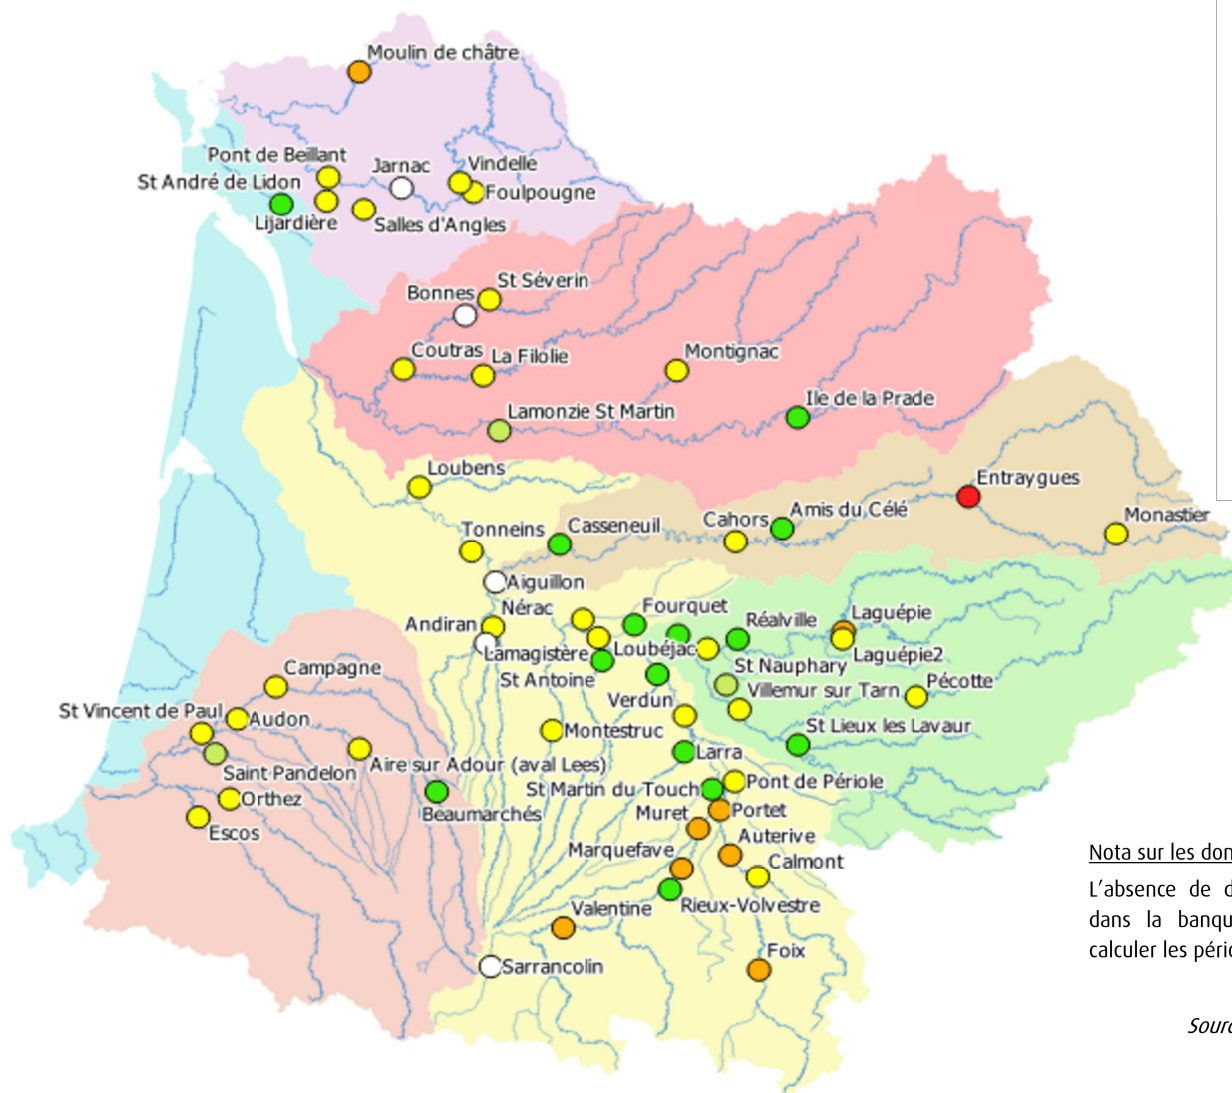 Moulin de châtre
Pont de Beillant
Jarnac
Vindelle
St André de Lidon
Foulpougne
Lijardière
Salles d'Angles
St Séverin
Bonnes
Coutras
La Filolie
Montignac
Ile de la Prade
Lamonzie St Martin
Loubens
Entraygues
Tonneins
Casseneuil
Cahors
Amis du Célé
Monastier
Aiguillon
Nérac
Fourquet
Réalville
Laguépie
Andiran
Lamagistère
Loubéjac
Laguépie2
St Antoine
St Nauphary
Campagne
Verdun
Villemur sur Tarn
Pécotte
St Vincent de Paul
Audon
Montestruc
St Lieux les Lavaur
Larra
Saint Pandelon
Aire sur Adour (aval Lees)
Orthez
St Martin du Touch
Pont de Périole
Beaumarchés
Muret
Portet
Escos
Auterive
Marquefave
Calmont
Valentine
Rieux-Volvestre
Sarrancolin
Foix
Nota sur les don
L'absence de d
dans la banqu
calculer les pério
Sourc